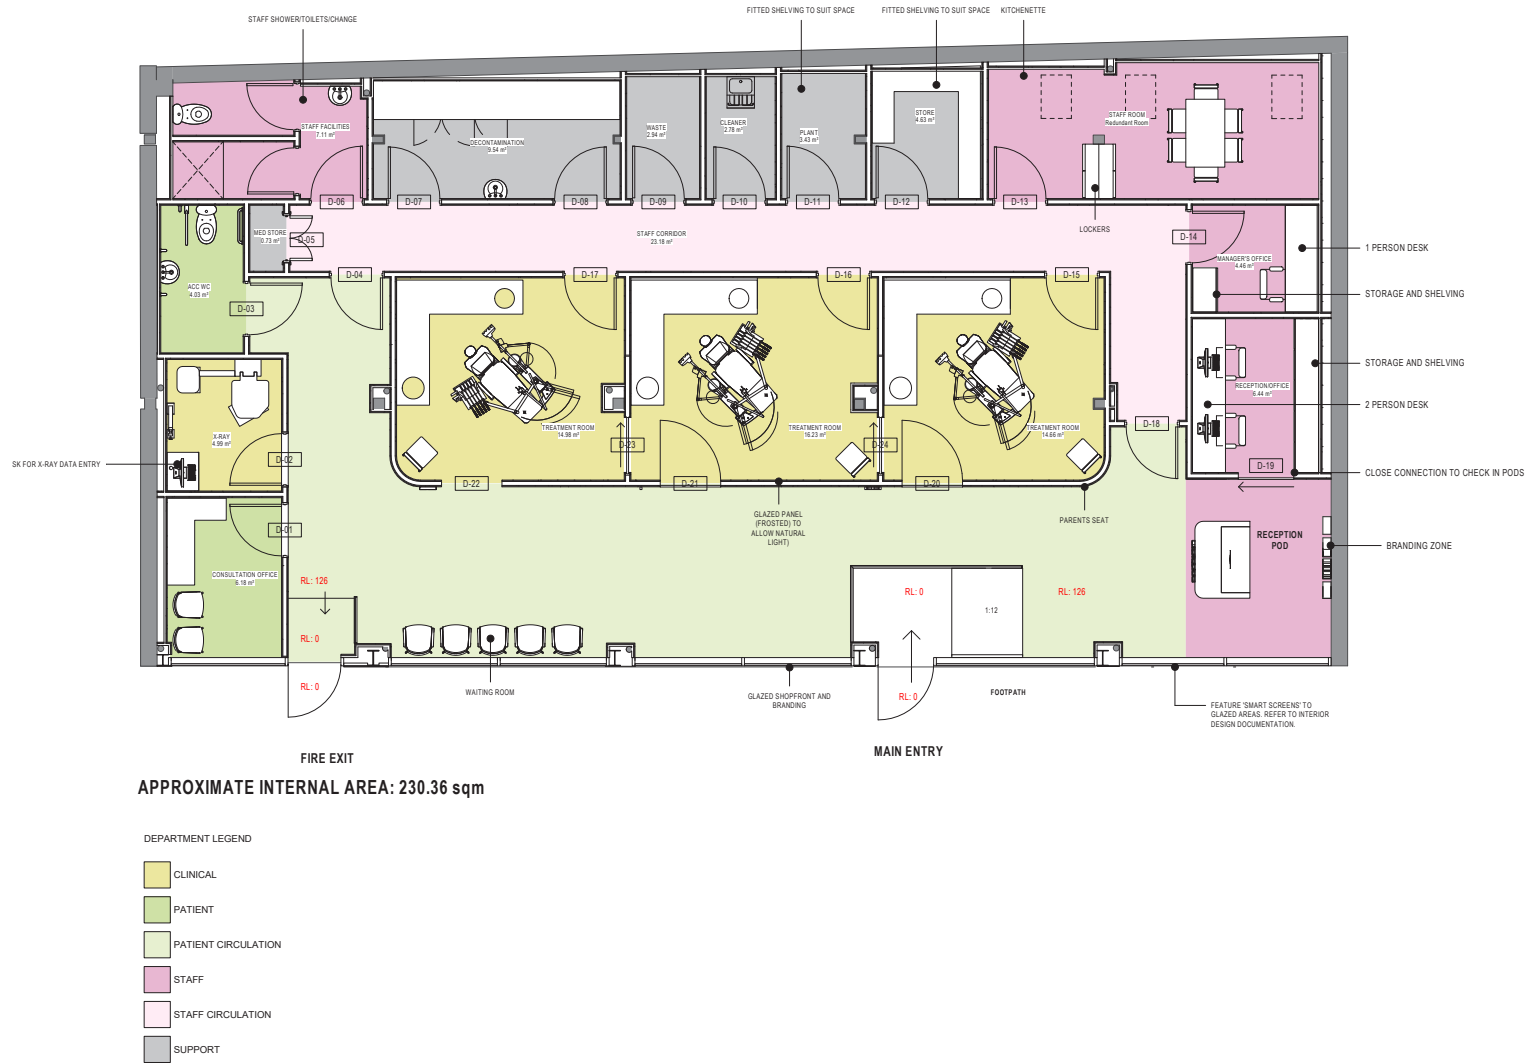 STAFF SHOWER/TOILETS/CHANGE
FITTED SHELVING TO SUIT SPACE
FITTED SHELVING TO SUIT SPACE
KITCHENETTE
STAFF FACILITIES
7.11 m²
DECONTAMINATION
9.54 m²
WASTE
2.94 m²
CLEANER
2.78 m²
PLANT
3.43 m²
STORE
4.63 m²
STAFF ROOM
Redundant Room
D-06
D-07
D-08
D-09
D-10
D-11
D-12
D-13
LOCKERS
MED STORE
0.73 m²
D-05
STAFF CORRIDOR
23.18 m²
D-14
MANAGER'S OFFICE
4.46 m²
1 PERSON DESK
STORAGE AND SHELVING
ACC WC
4.03 m²
D-03
D-04
D-17
D-16
D-15
STORAGE AND SHELVING
RECEPTION/OFFICE
6.44 m²
2 PERSON DESK
X-RAY
4.99 m²
D-02
SK FOR X-RAY DATA ENTRY
TREATMENT ROOM
14.98 m²
D-23
TREATMENT ROOM
16.23 m²
D-24
TREATMENT ROOM
14.66 m²
D-18
D-19
CLOSE CONNECTION TO CHECK IN PODS
D-22
D-21
D-20
GLAZED PANEL
(FROSTED) TO
ALLOW NATURAL
LIGHT)
PARENTS SEAT
RECEPTION
POD
BRANDING ZONE
D-01
CONSULTATION OFFICE
6.18 m²
RL: 126
RL: 0
RL: 0
RL: 0
1:12
RL: 126
RL: 0
WAITING ROOM
GLAZED SHOPFRONT AND
BRANDING
FOOTPATH
FEATURE 'SMART SCREENS' TO
GLAZED AREAS. REFER TO INTERIOR
DESIGN DOCUMENTATION.
FIRE EXIT
MAIN ENTRY
APPROXIMATE INTERNAL AREA: 230.36 sqm
DEPARTMENT LEGEND
CLINICAL
PATIENT
PATIENT CIRCULATION
STAFF
STAFF CIRCULATION
SUPPORT